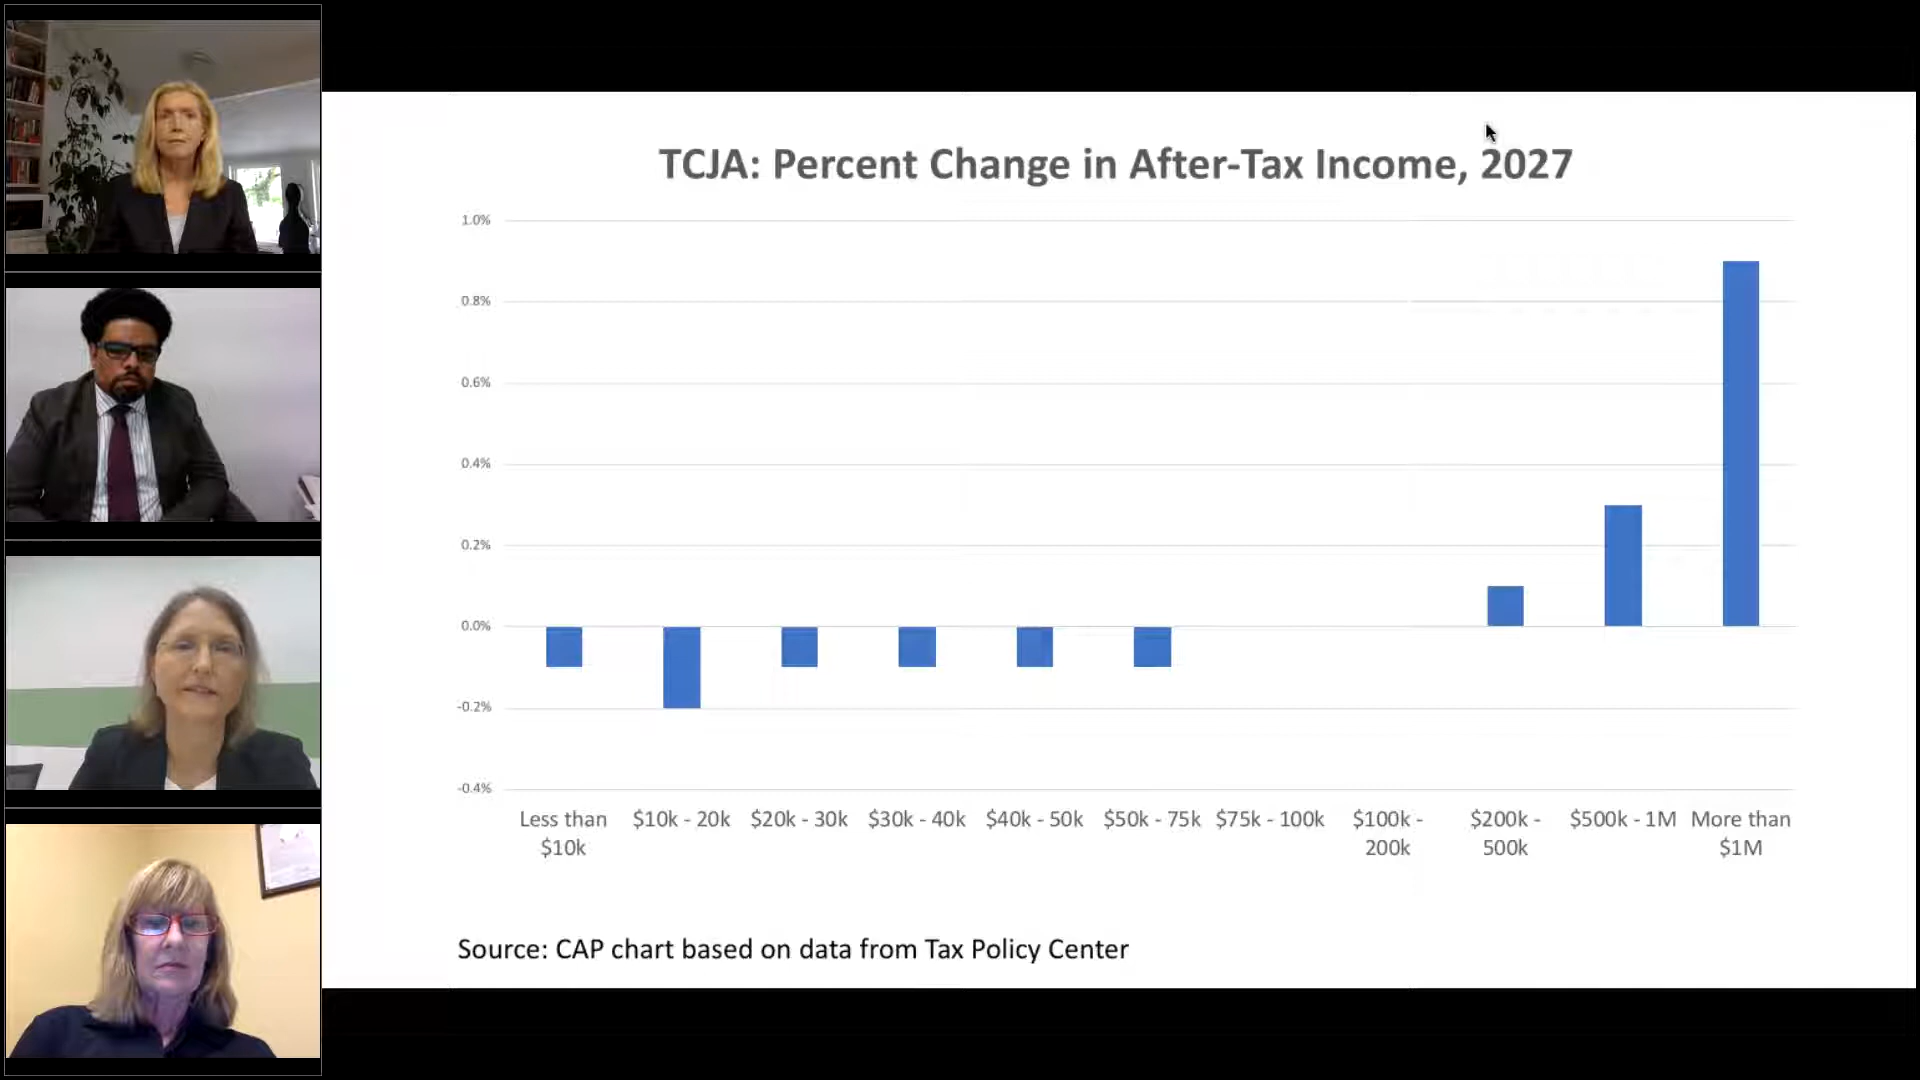 TCJA: Percent Change in After-Tax Income, 2027
1.0%
0.8%
0.6%
0.4%
0.2%
0.0%
-0.2%
-0.4%
Less than $10k
$10k - 20k
$20k - 30k
$30k - 40k
$40k - 50k
$50k - 75k
$75k - 100k
$100k - 200k
$200k - 500k
$500k - 1M
More than $1M
Source: CAP chart based on data from Tax Policy Center